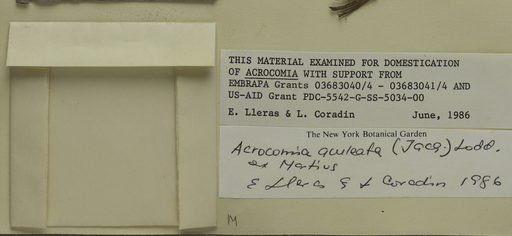 THIS MATERIAL EXAMINED FOR DOMESTICATION
OF ACROCOMIA WITH SUPPORT FROM
EMBRAPA Grants 03683040/4 - 03683041/4 AND
US-AID Grant PDC-5542-G-SS-5034-00
E. Lleras & L. Coradin June, 1986
The New York Botanical Garden
Acrocomia aculeata (Jacq.) Lodd.
ex Martius
E Lleras & L Coradin 1986
M